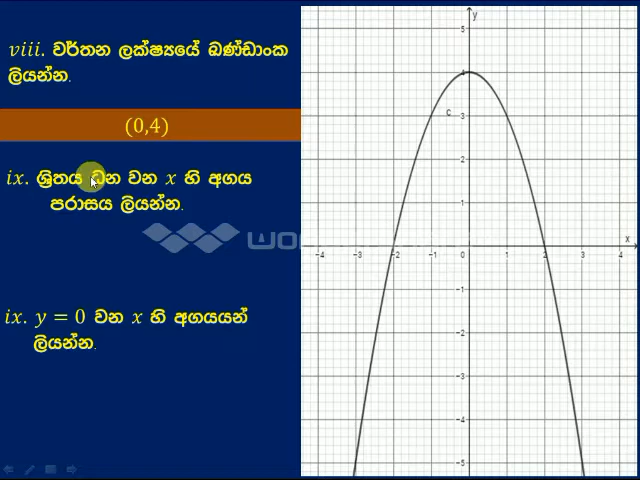 viii. වර්තන ලක්ෂ්‍යයේ ඛණ්ඩාංක
ලියන්න.
(0,4)
ix. ශ්‍රිතය ධන වන x හි අගය
පරාසය ලියන්න.
ix. y = 0 වන x හි අගයයන්
ලියන්න.
y
5
4
3
2
1
0
−1
−2
−3
−4
−5
C
−4 −3 −2 −1 0 1 2 3 4
x